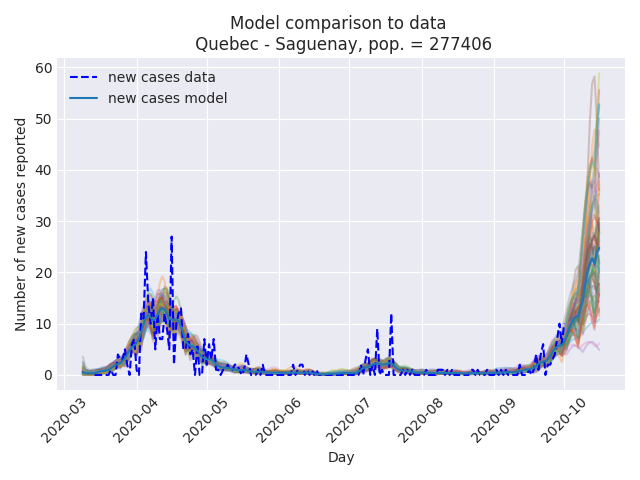 Model comparison to data
Quebec - Saguenay, pop. = 277406
new cases data
new cases model
Number of new cases reported
60
50
40
30
20
10
0
2020-03
2020-04
2020-05
2020-06
2020-07
2020-08
2020-09
2020-10
Day